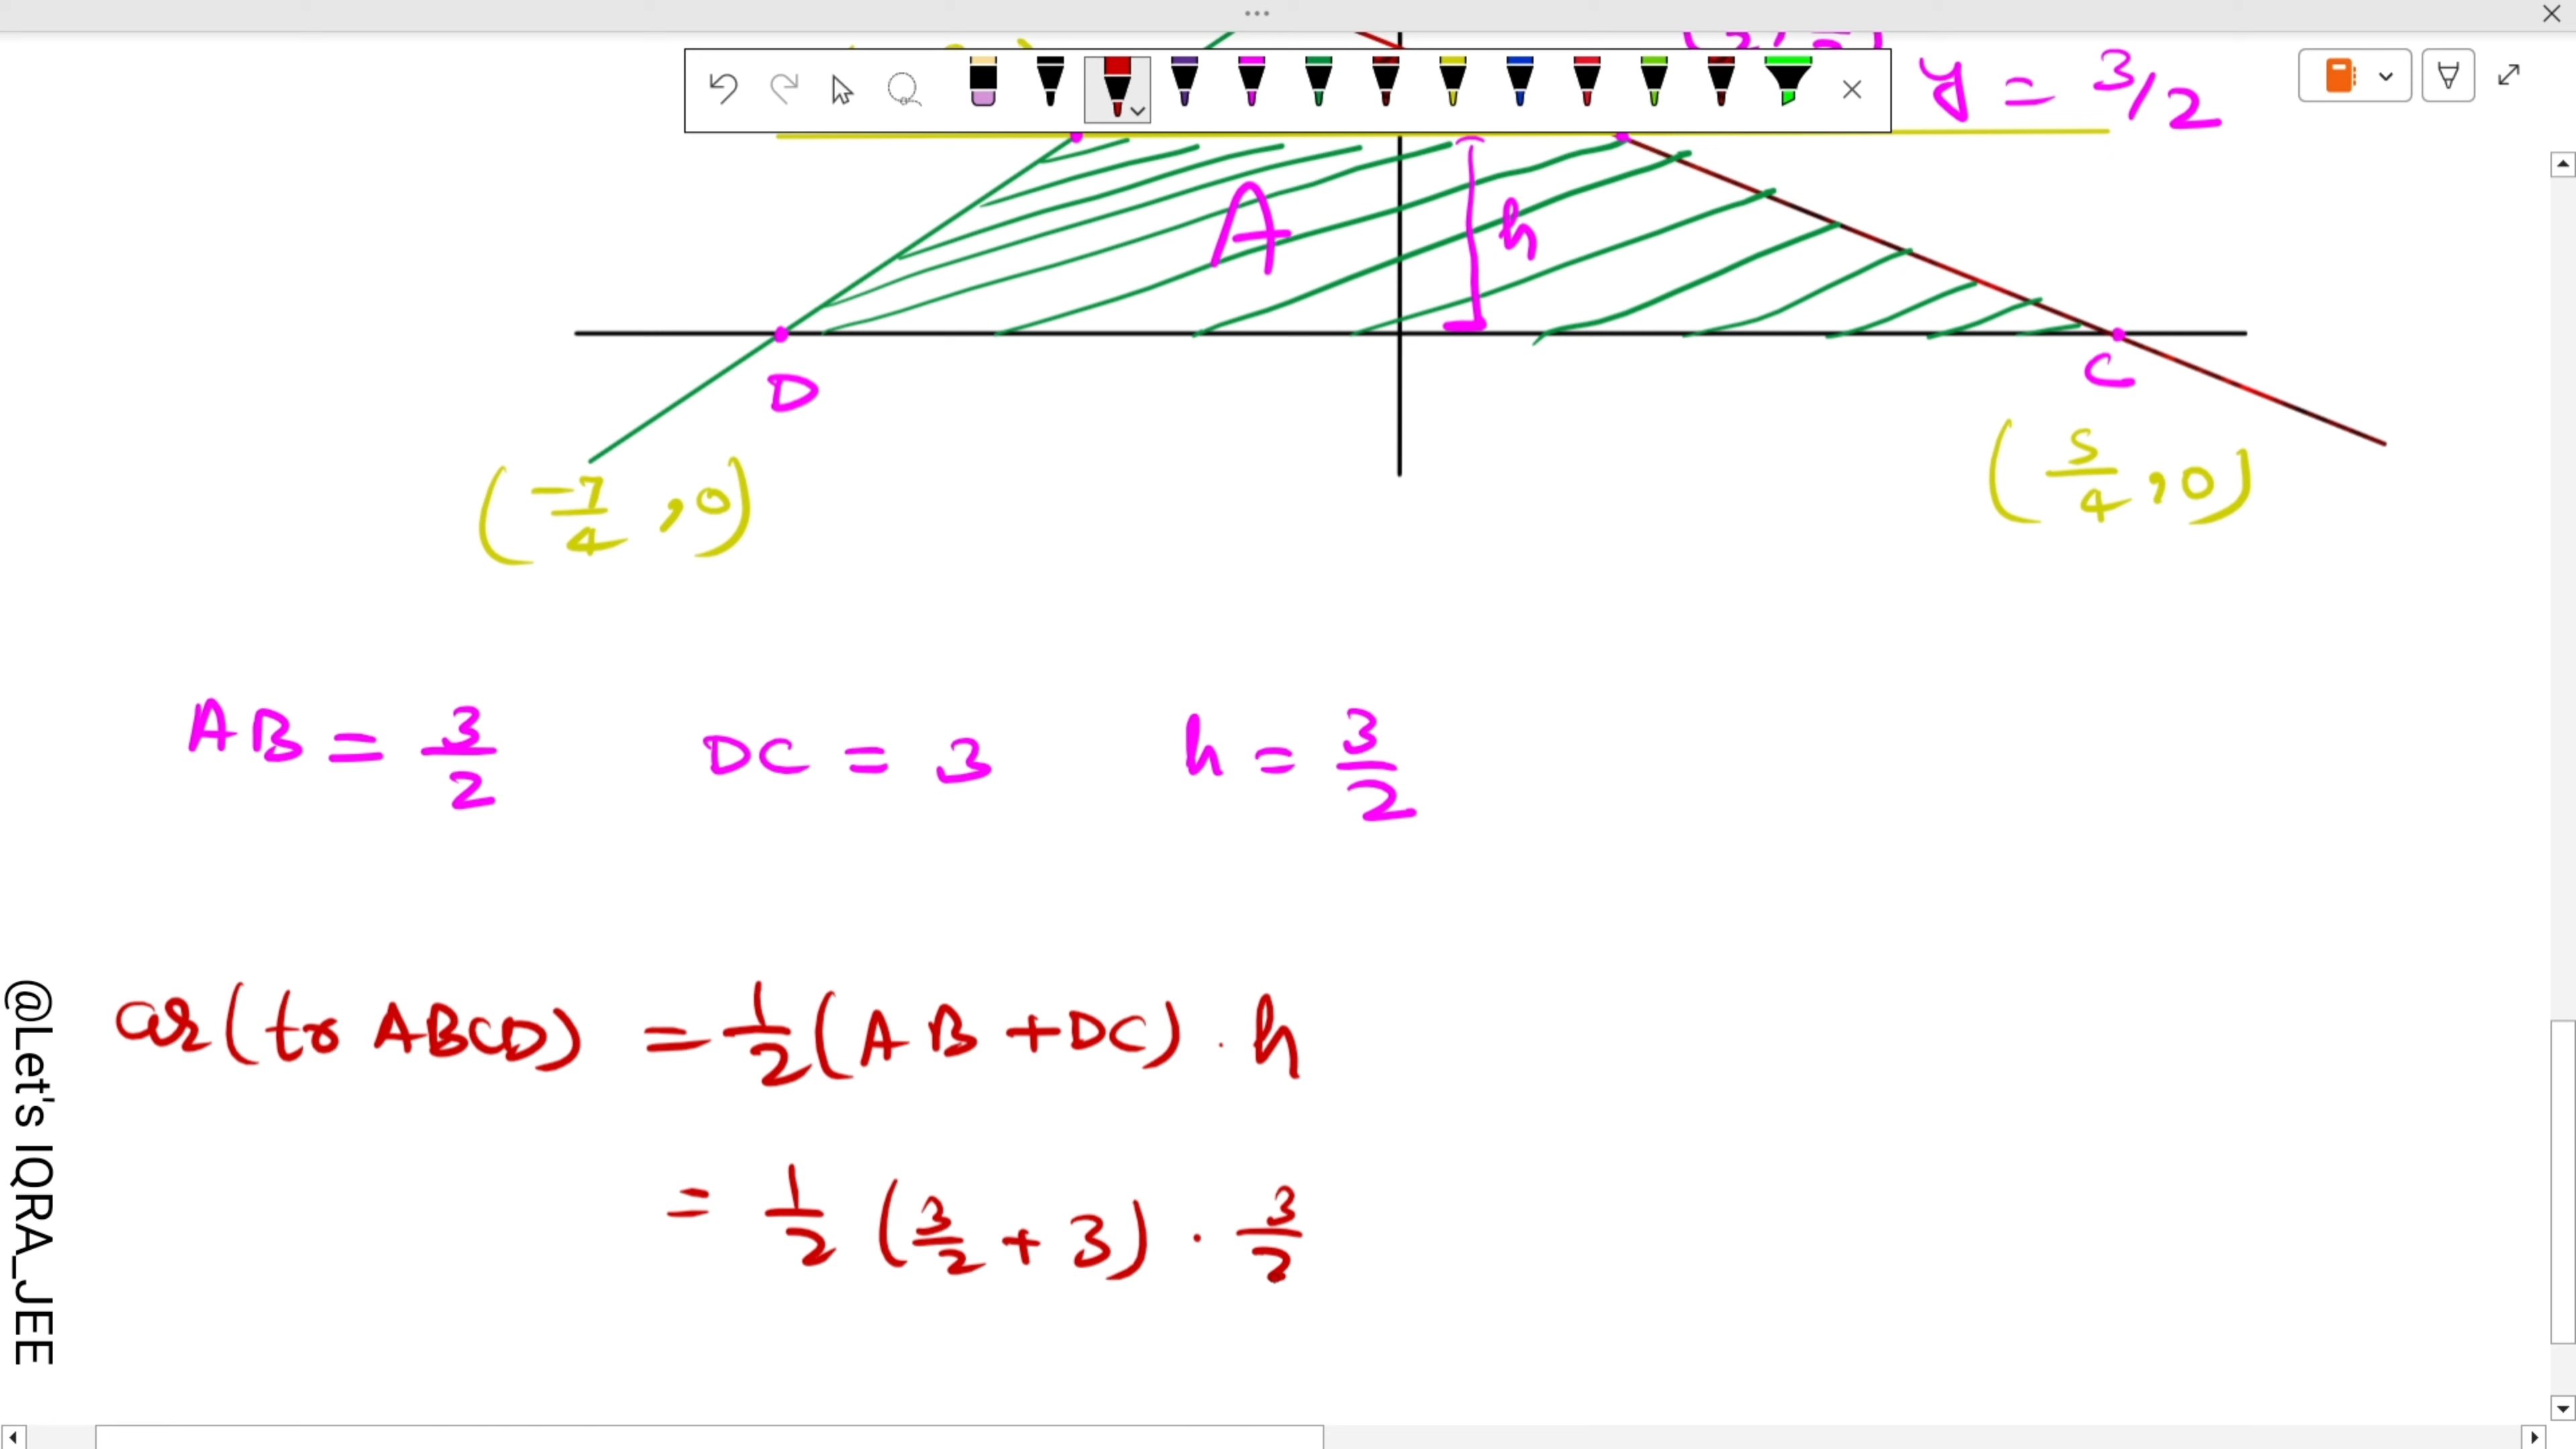 y = 3/2
A
h
D
C
(-7/4, 0)
(5/4, 0)
AB = 3/2 DC = 3 h = 3/2
ar(tr ABCD) = 1/2 (AB + DC) . h
= 1/2 (3/2 + 3) . 3/2
@Let's IQRA_JEE